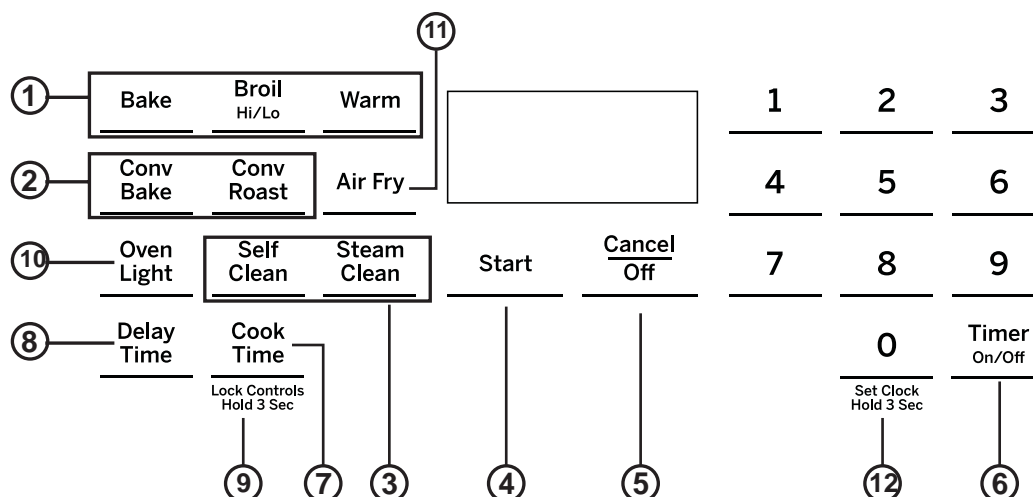 11
1
Bake
Broil
Hi/Lo
Warm
1
2
3
2
Conv
Bake
Conv
Roast
Air Fry
4
5
6
10
Oven
Light
Self
Clean
Steam
Clean
Start
Cancel
Off
7
8
9
8
Delay
Time
Cook
Time
Lock Controls
Hold 3 Sec
0
Set Clock
Hold 3 Sec
Timer
On/Off
9
7
3
4
5
12
6